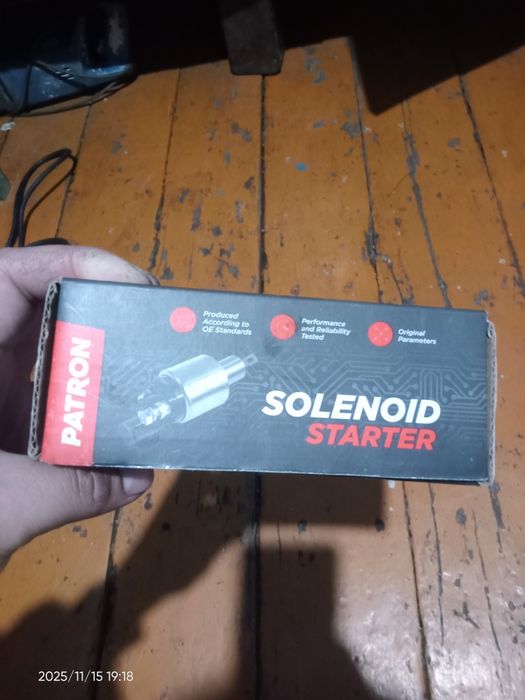 PATRON
Produced
According to
OE Standards
Performance
and Reliability
Tested
Original
Parameters
SOLENOID
STARTER
2025/11/15 19:18